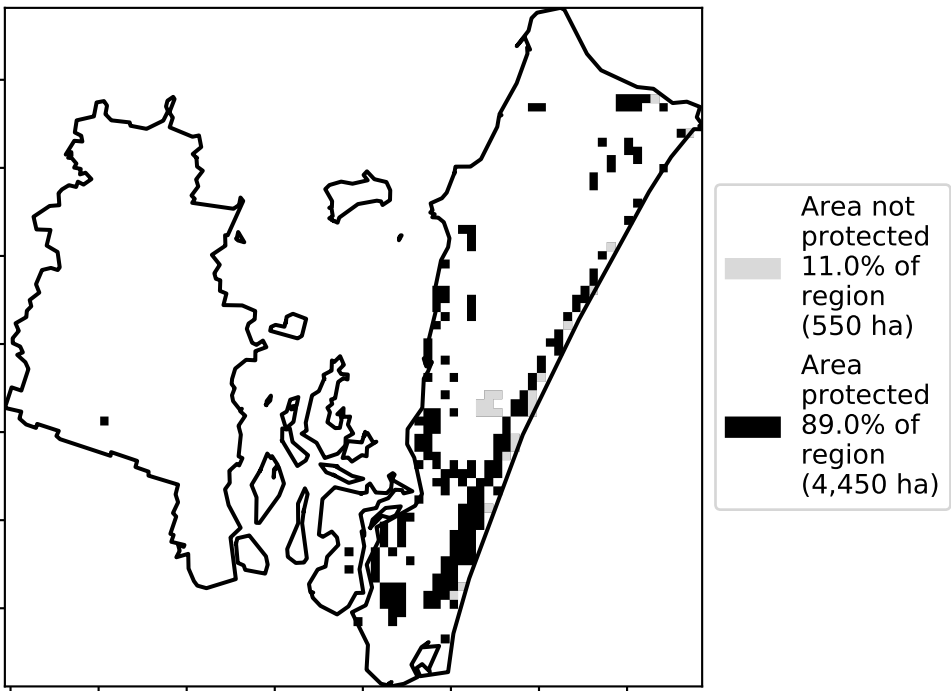 Area not
protected
11.0% of
region
(550 ha)
Area
protected
89.0% of
region
(4,450 ha)